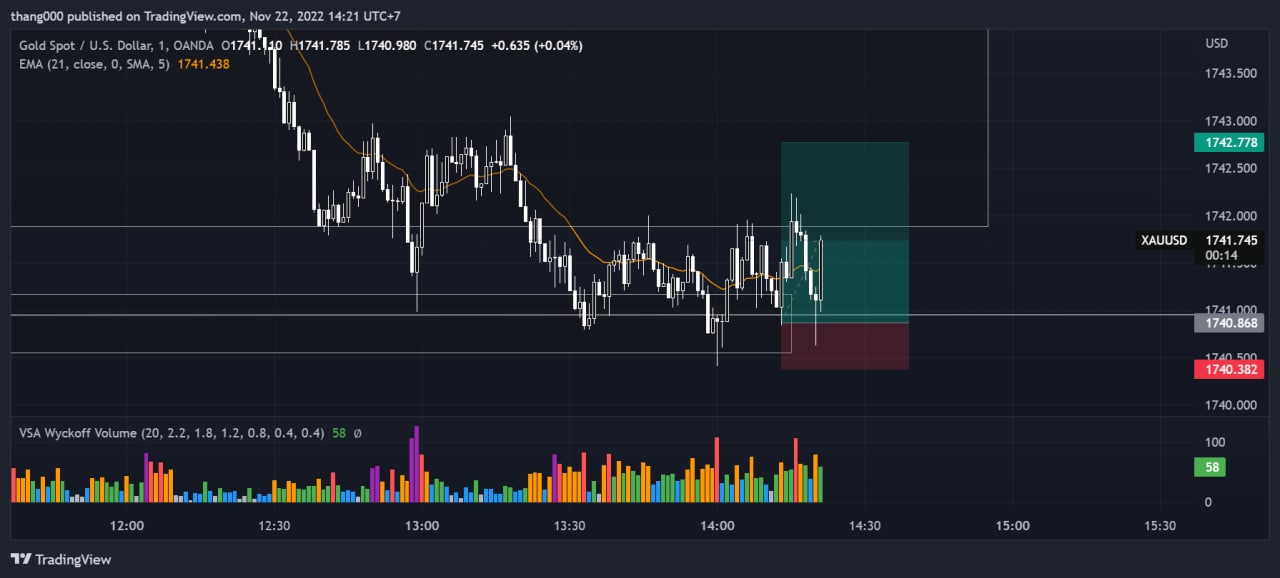 thang000 published on TradingView.com, Nov 22, 2022 14:21 UTC+7
Gold Spot / U.S. Dollar, 1, OANDA O1741.110 H1741.785 L1740.980 C1741.745 +0.635 (+0.04%)
EMA (21, close, 0, SMA, 5) 1741.438
USD
1743.500
1743.000
1742.778
1742.500
1742.000
XAUUSD 1741.745
00:14
1741.500
1741.000
1740.868
1740.500
1740.382
1740.000
VSA Wyckoff Volume (20, 2.2, 1.8, 1.2, 0.8, 0.4, 0.4) 58 Ø
100
58
0
12:00 12:30 13:00 13:30 14:00 14:30 15:00 15:30
TradingView